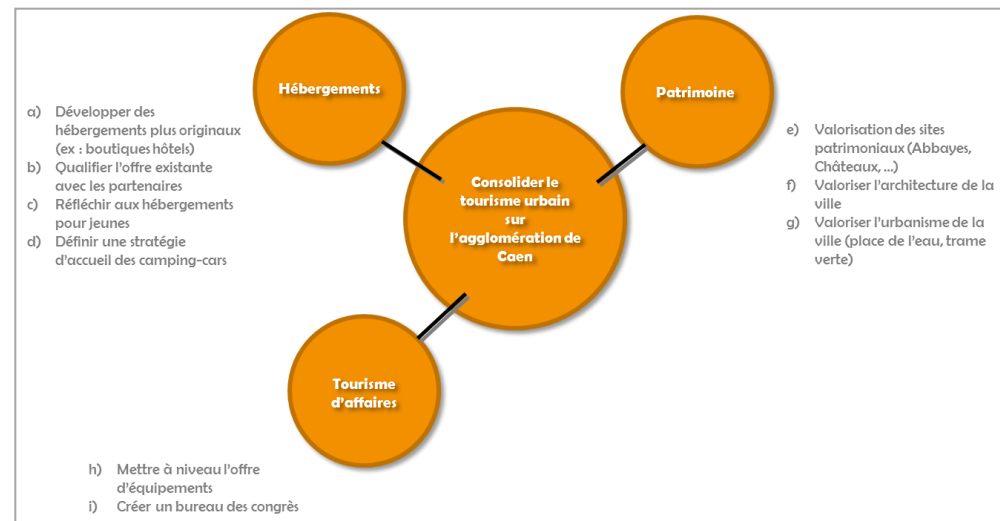 Hébergements
a) Développer des
hébergements plus originaux
(ex : boutiques hôtels)
b) Qualifier l'offre existante
avec les partenaires
c) Réfléchir aux hébergements
pour jeunes
d) Définir une stratégie
d'accueil des camping-cars
Consolider le
tourisme urbain
sur
l'agglomération de
Caen
Patrimoine
e) Valorisation des sites
patrimoniaux (Abbayes,
Châteaux, ...)
f) Valoriser l'architecture de la
ville
g) Valoriser l'urbanisme de la
ville (place de l'eau, trame
verte)
Tourisme
d'affaires
h) Mettre à niveau l'offre
d'équipements
i) Créer un bureau des congrès